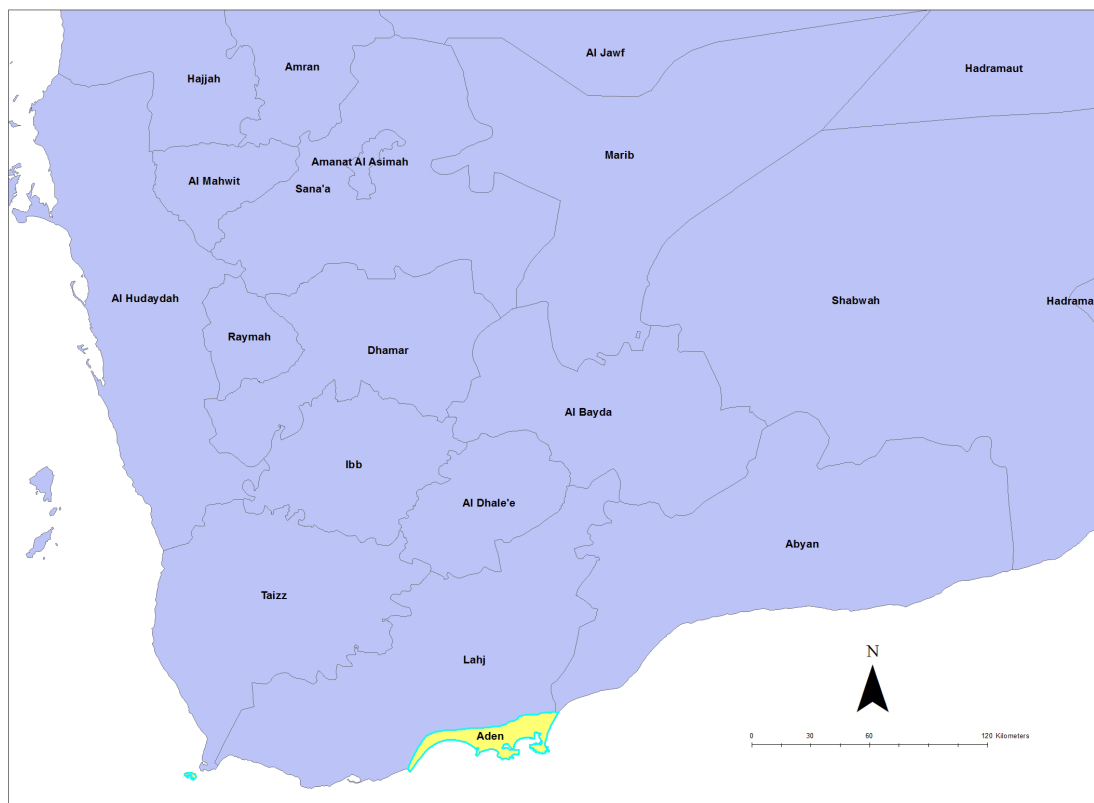 Al Jawf
Amran
Hadramaut
Hajjah
Marib
Amanat Al Asimah
Al Mahwit
Sana'a
Al Hudaydah
Shabwah
Hadrama
Raymah
Dhamar
Al Bayda
Ibb
Al Dhale'e
Abyan
Taizz
Lahj
N
Aden
0 30 60 120 Kilometers